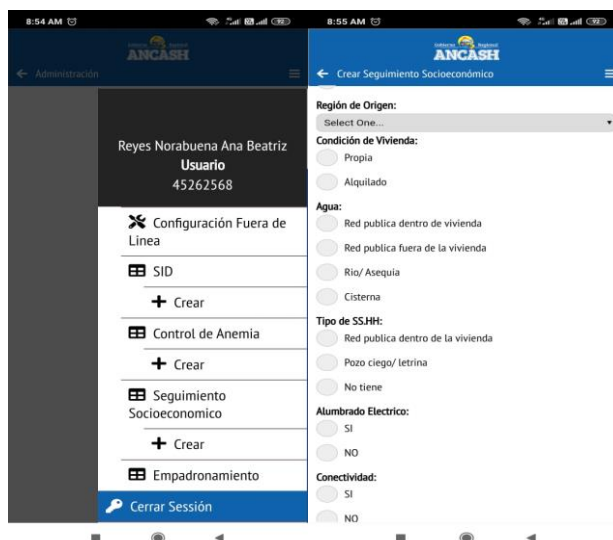 8:54 AM
ANCASH
Administración
Reyes Norabuena Ana Beatriz
Usuario
45262568
Configuración Fuera de
Linea
SID
Crear
Control de Anemia
Crear
Seguimiento
Socioeconomico
Crear
Empadronamiento
Cerrar Sessión
8:55 AM
92
ANCASH
Crear Seguimiento Socioeconómico
Región de Origen:
Select One...
Condición de Vivienda:
Propia
Alquilado
Agua:
Red publica dentro de vivienda
Red publica fuera de la vivienda
Rio/ Asequia
Cisterna
Tipo de SS.HH:
Red publica dentro de la vivienda
Pozo ciego/ letrina
No tiene
Alumbrado Electrico:
SI
NO
Conectividad:
SI
NO